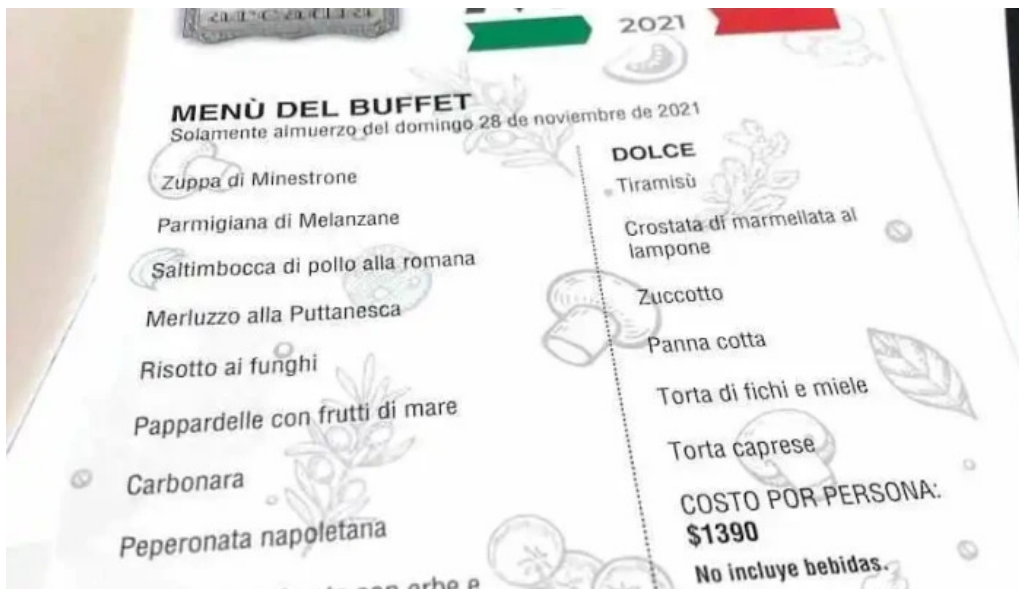 arcadia
2021
MENÙ DEL BUFFET
Solamente almuerzo del domingo 28 de noviembre de 2021
Zuppa di Minestrone
Parmigiana di Melanzane
Saltimbocca di pollo alla romana
Merluzzo alla Puttanesca
Risotto ai funghi
Pappardelle con frutti di mare
Carbonara
Peperonata napoletana
con erbe e
DOLCE
Tiramisù
Crostata di marmellata al
lampone
Zuccotto
Panna cotta
Torta di fichi e miele
Torta caprese
COSTO POR PERSONA:
$1390
No incluye bebidas.